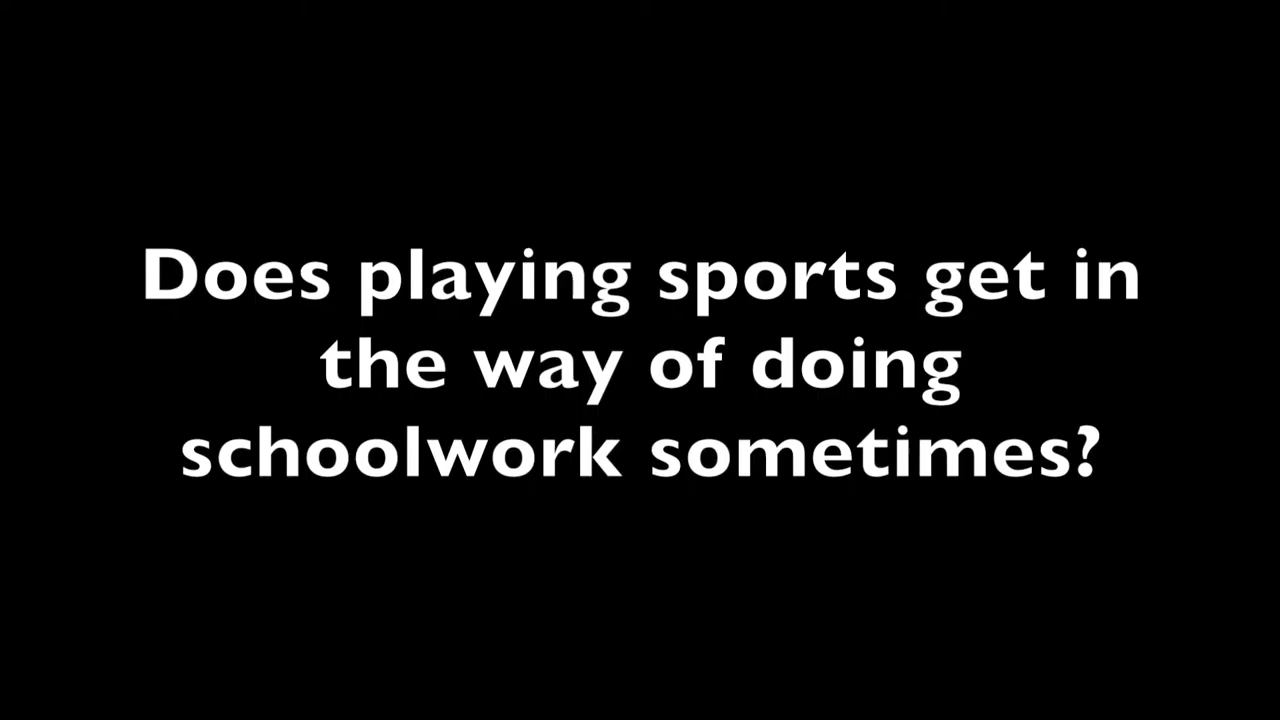 Does playing sports get in
the way of doing
schoolwork sometimes?